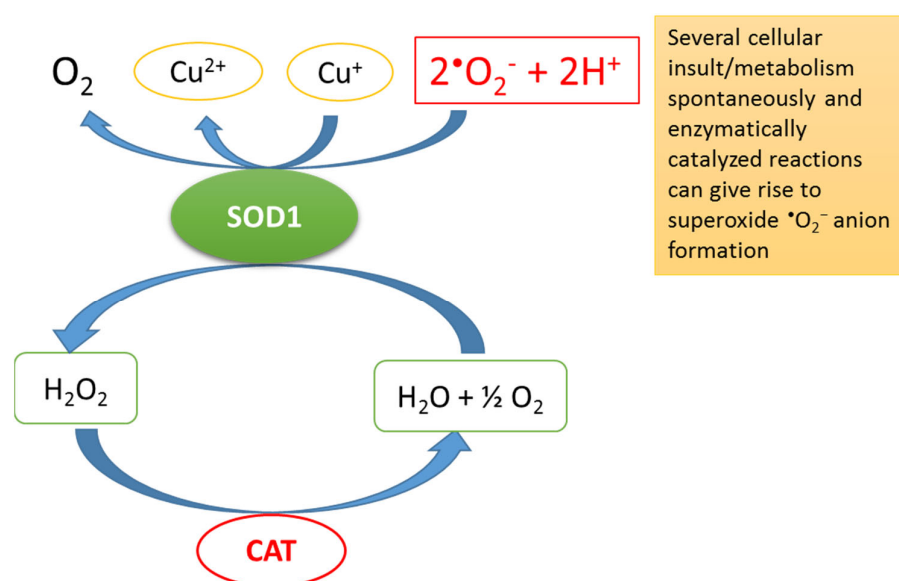 O₂
Cu²⁺
Cu⁺
2•O₂⁻ + 2H⁺
Several cellular
insult/metabolism
spontaneously and
enzymatically
catalyzed reactions
can give rise to
superoxide •O₂⁻ anion
formation
SOD1
H₂O₂
H₂O + ½ O₂
CAT